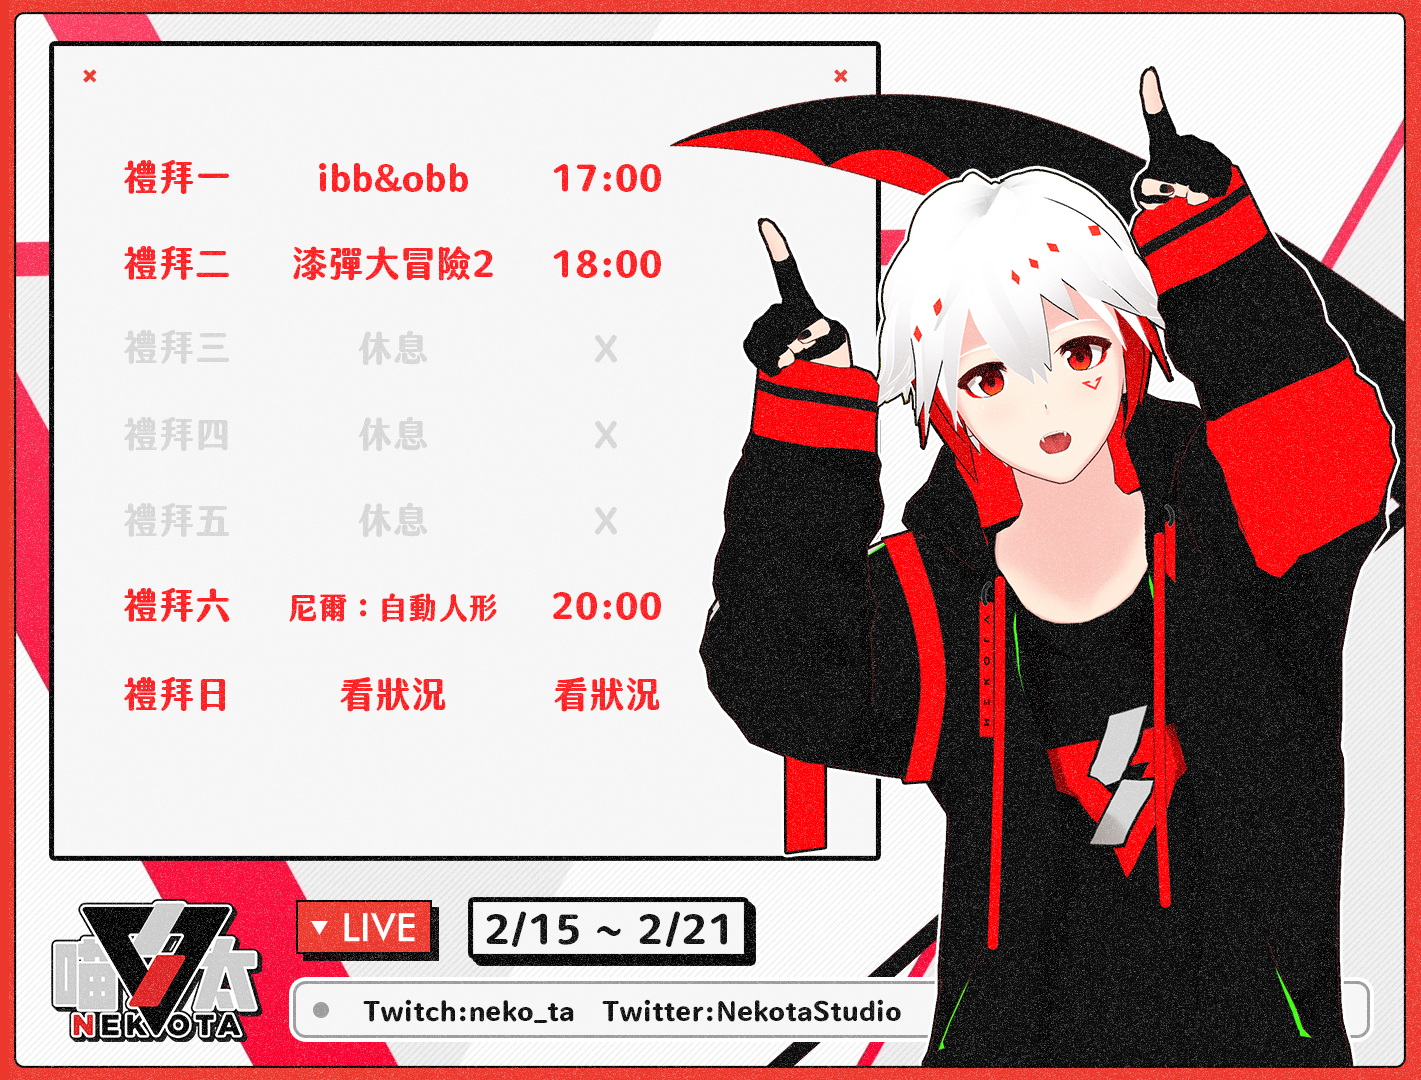 禮拜一 ibb&obb 17:00
禮拜二 漆彈大冒險2 18:00
禮拜三 休息 X
禮拜四 休息 X
禮拜五 休息 X
禮拜六 尼爾：自動人形 20:00
禮拜日 看狀況 看狀況
喵太
NEKOTA
▼ LIVE
2/15 ~ 2/21
Twitch:neko_ta Twitter:NekotaStudio